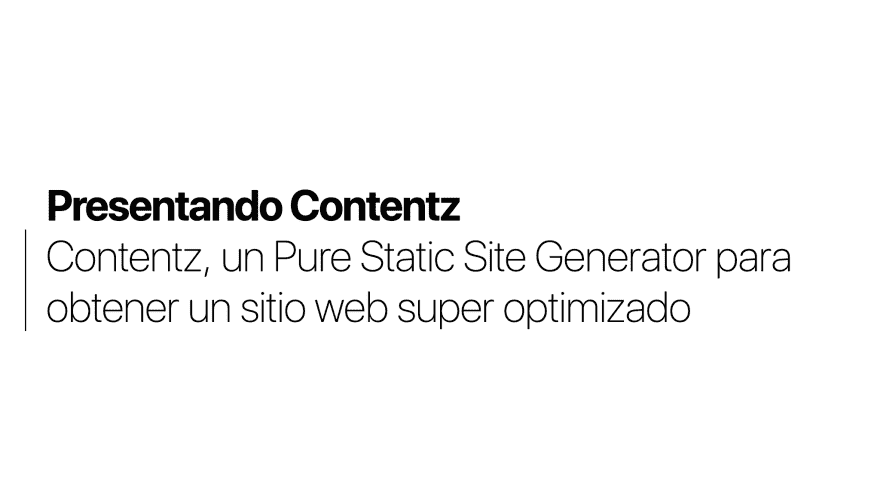 Presentando Contentz
Contentz, un Pure Static Site Generator para
obtener un sitio web super optimizado